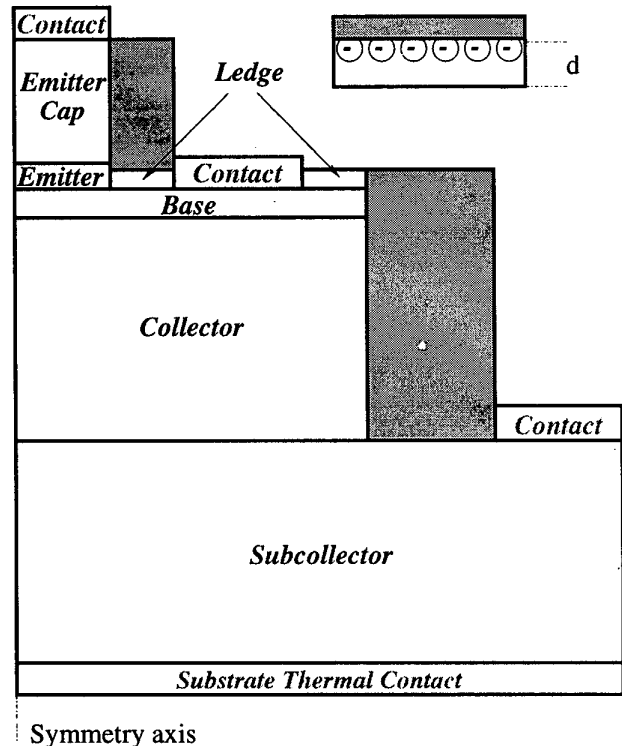 Contact
Emitter
Cap
Ledge
d
Emitter
Contact
Base
Collector
Contact
Subcollector
Substrate Thermal Contact
Symmetry axis